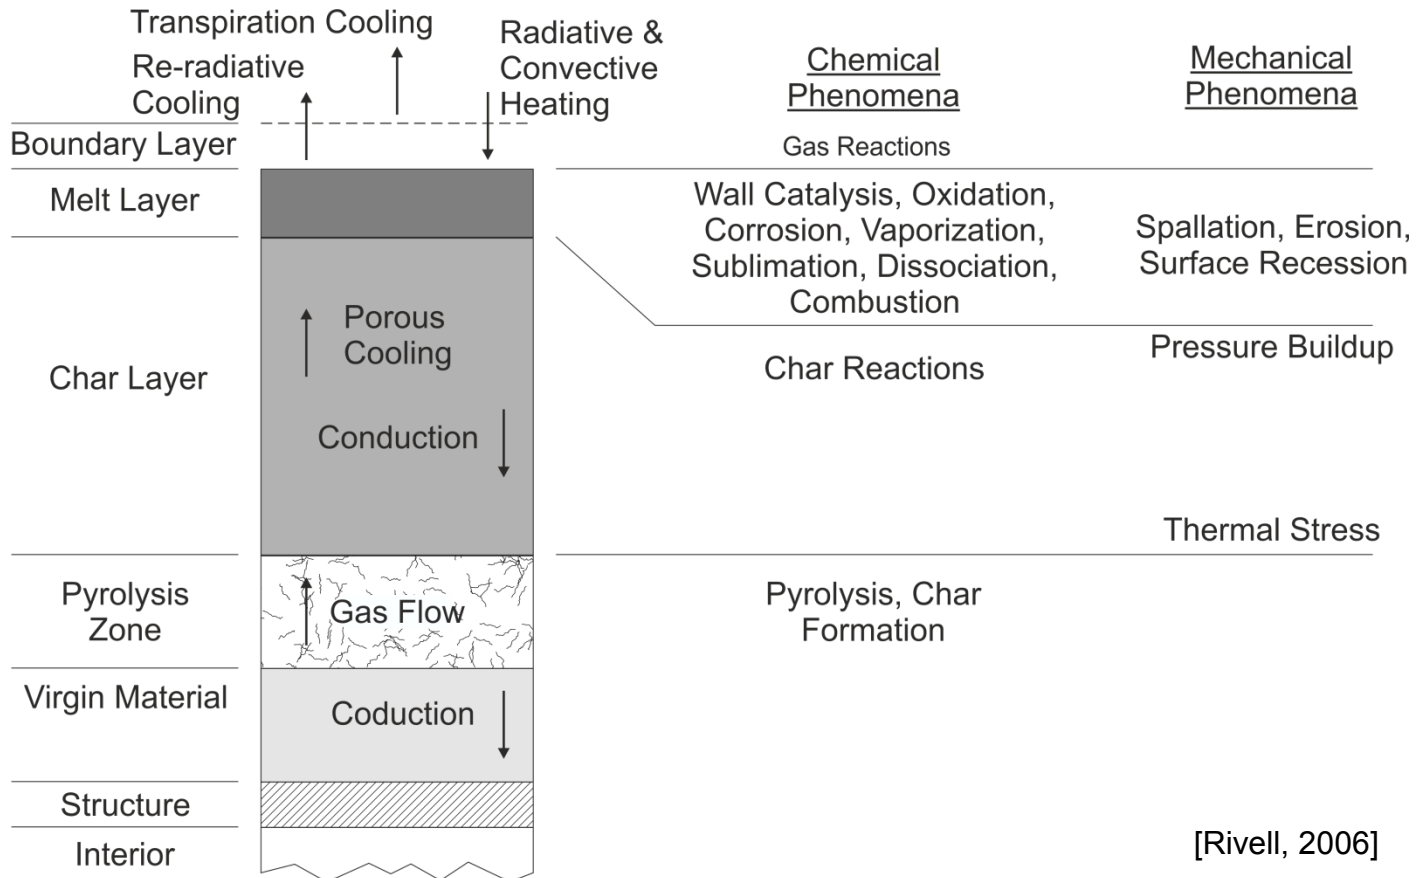 Transpiration Cooling
Re-radiative
Cooling
Radiative &
Convective
Heating
Chemical
Phenomena
Mechanical
Phenomena
Boundary Layer
Gas Reactions
Melt Layer
Wall Catalysis, Oxidation,
Corrosion, Vaporization,
Sublimation, Dissociation,
Combustion
Spallation, Erosion,
Surface Recession
Char Layer
Porous
Cooling
Conduction
Char Reactions
Pressure Buildup
Thermal Stress
Pyrolysis
Zone
Gas Flow
Pyrolysis, Char
Formation
Virgin Material
Coduction
Structure
Interior
[Rivell, 2006]